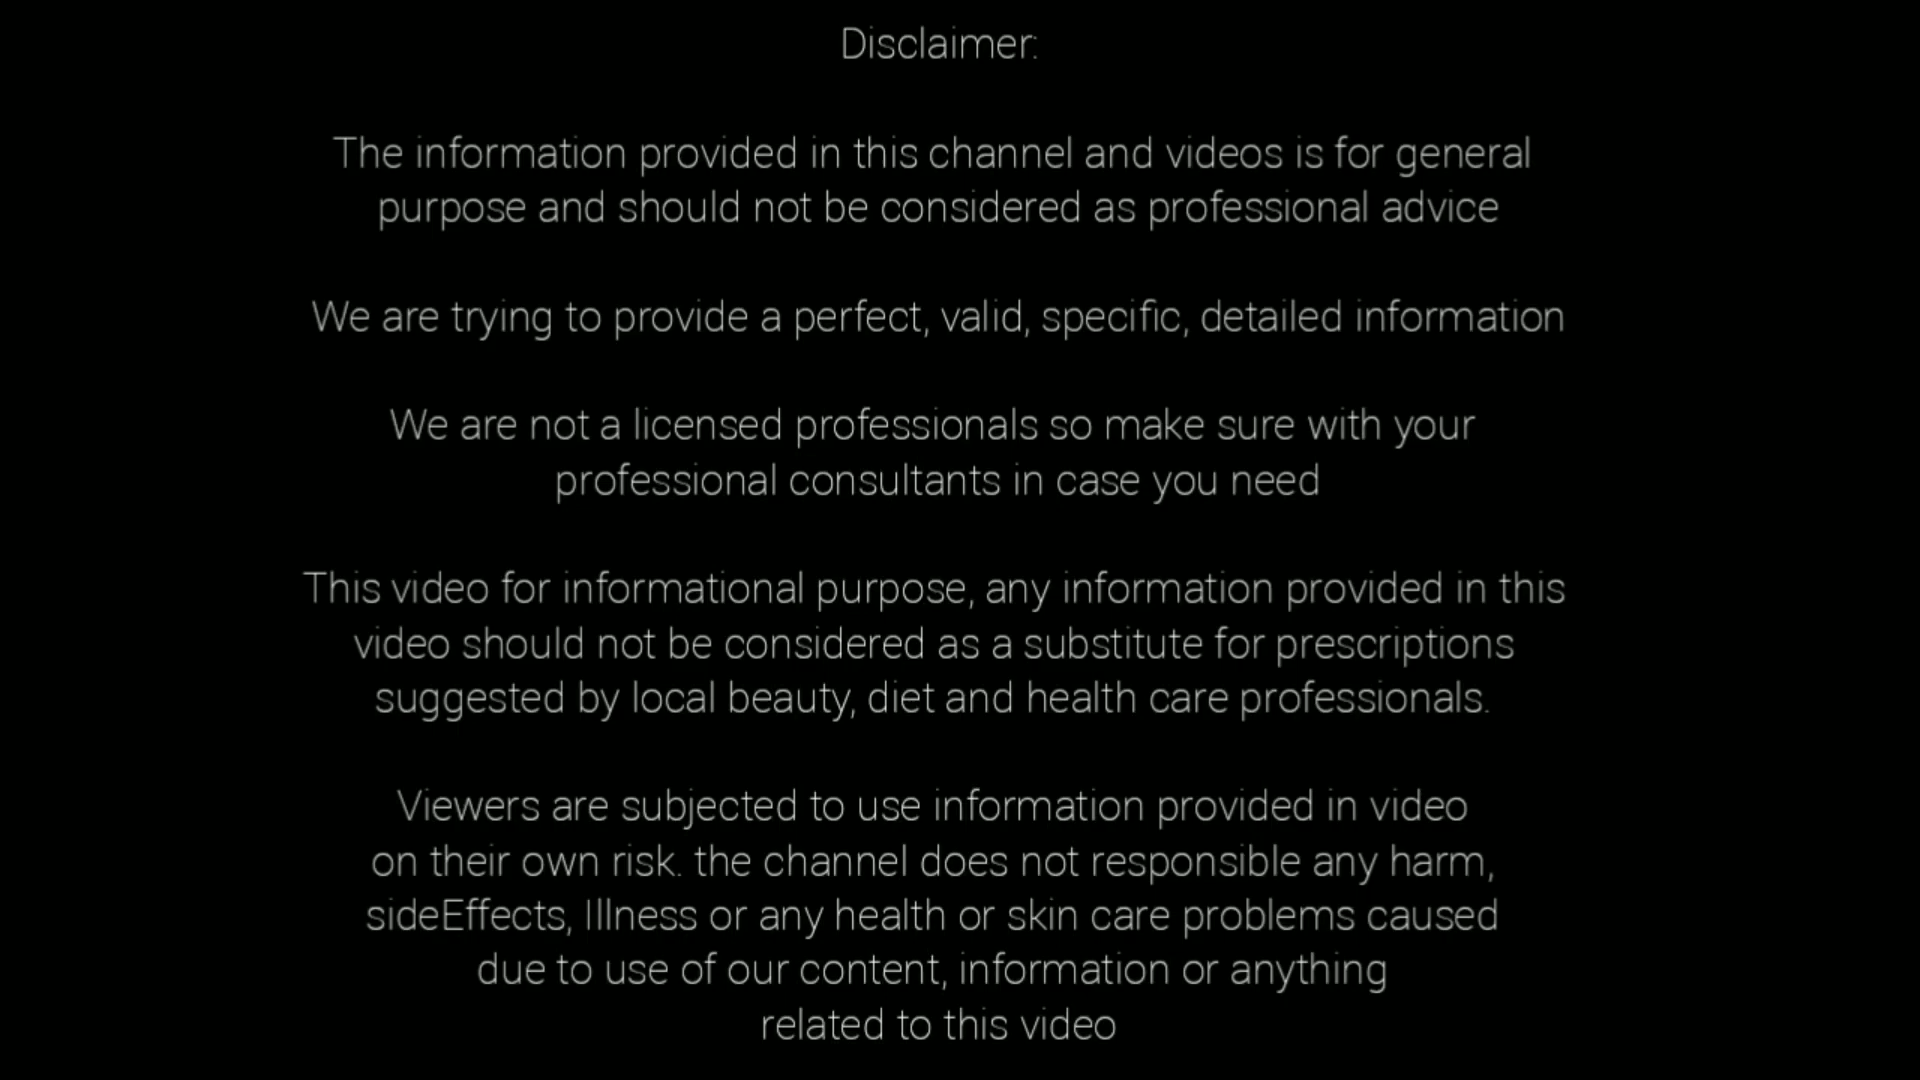 Disclaimer:
The information provided in this channel and videos is for general
purpose and should not be considered as professional advice
We are trying to provide a perfect, valid, specific, detailed information
We are not a licensed professionals so make sure with your
professional consultants in case you need
This video for informational purpose, any information provided in this
video should not be considered as a substitute for prescriptions
suggested by local beauty, diet and health care professionals.
Viewers are subjected to use information provided in video
on their own risk. the channel does not responsible any harm,
sideEffects, Illness or any health or skin care problems caused
due to use of our content, information or anything
related to this video